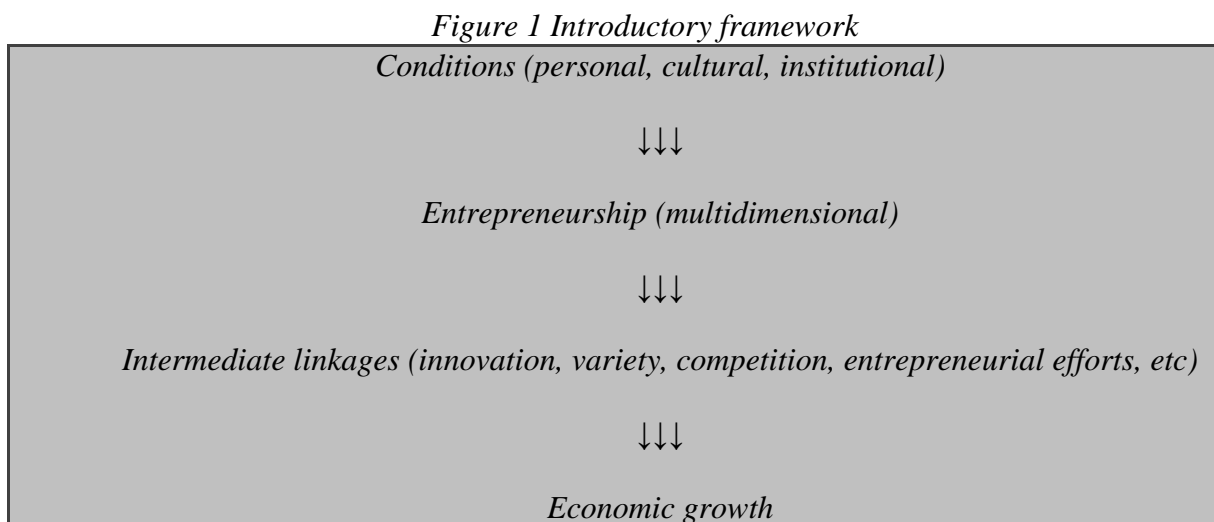 Figure 1 Introductory framework
Conditions (personal, cultural, institutional)
↓↓↓
Entrepreneurship (multidimensional)
↓↓↓
Intermediate linkages (innovation, variety, competition, entrepreneurial efforts, etc)
↓↓↓
Economic growth